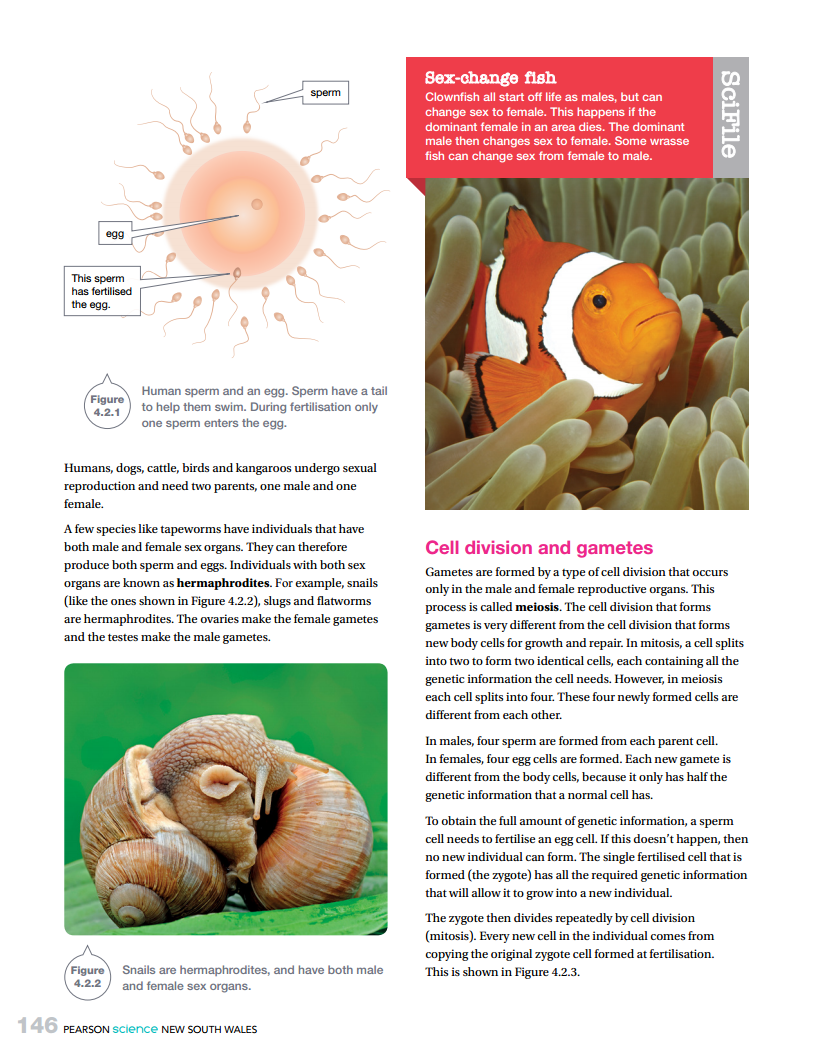 sperm
egg
This sperm
has fertilised
the egg.
Figure
4.2.1
Human sperm and an egg. Sperm have a tail
to help them swim. During fertilisation only
one sperm enters the egg.
Humans, dogs, cattle, birds and kangaroos undergo sexual
reproduction and need two parents, one male and one
female.
A few species like tapeworms have individuals that have
both male and female sex organs. They can therefore
produce both sperm and eggs. Individuals with both sex
organs are known as hermaphrodites. For example, snails
(like the ones shown in Figure 4.2.2), slugs and flatworms
are hermaphrodites. The ovaries make the female gametes
and the testes make the male gametes.
Figure
4.2.2
Snails are hermaphrodites, and have both male
and female sex organs.
SciFile
Sex-change fish
Clownfish all start off life as males, but can
change sex to female. This happens if the
dominant female in an area dies. The dominant
male then changes sex to female. Some wrasse
fish can change sex from female to male.
Cell division and gametes
Gametes are formed by a type of cell division that occurs
only in the male and female reproductive organs. This
process is called meiosis. The cell division that forms
gametes is very different from the cell division that forms
new body cells for growth and repair. In mitosis, a cell splits
into two to form two identical cells, each containing all the
genetic information the cell needs. However, in meiosis
each cell splits into four. These four newly formed cells are
different from each other.
In males, four sperm are formed from each parent cell.
In females, four egg cells are formed. Each new gamete is
different from the body cells, because it only has half the
genetic information that a normal cell has.
To obtain the full amount of genetic information, a sperm
cell needs to fertilise an egg cell. If this doesn't happen, then
no new individual can form. The single fertilised cell that is
formed (the zygote) has all the required genetic information
that will allow it to grow into a new individual.
The zygote then divides repeatedly by cell division
(mitosis). Every new cell in the individual comes from
copying the original zygote cell formed at fertilisation.
This is shown in Figure 4.2.3.
146 PEARSON science NEW SOUTH WALES